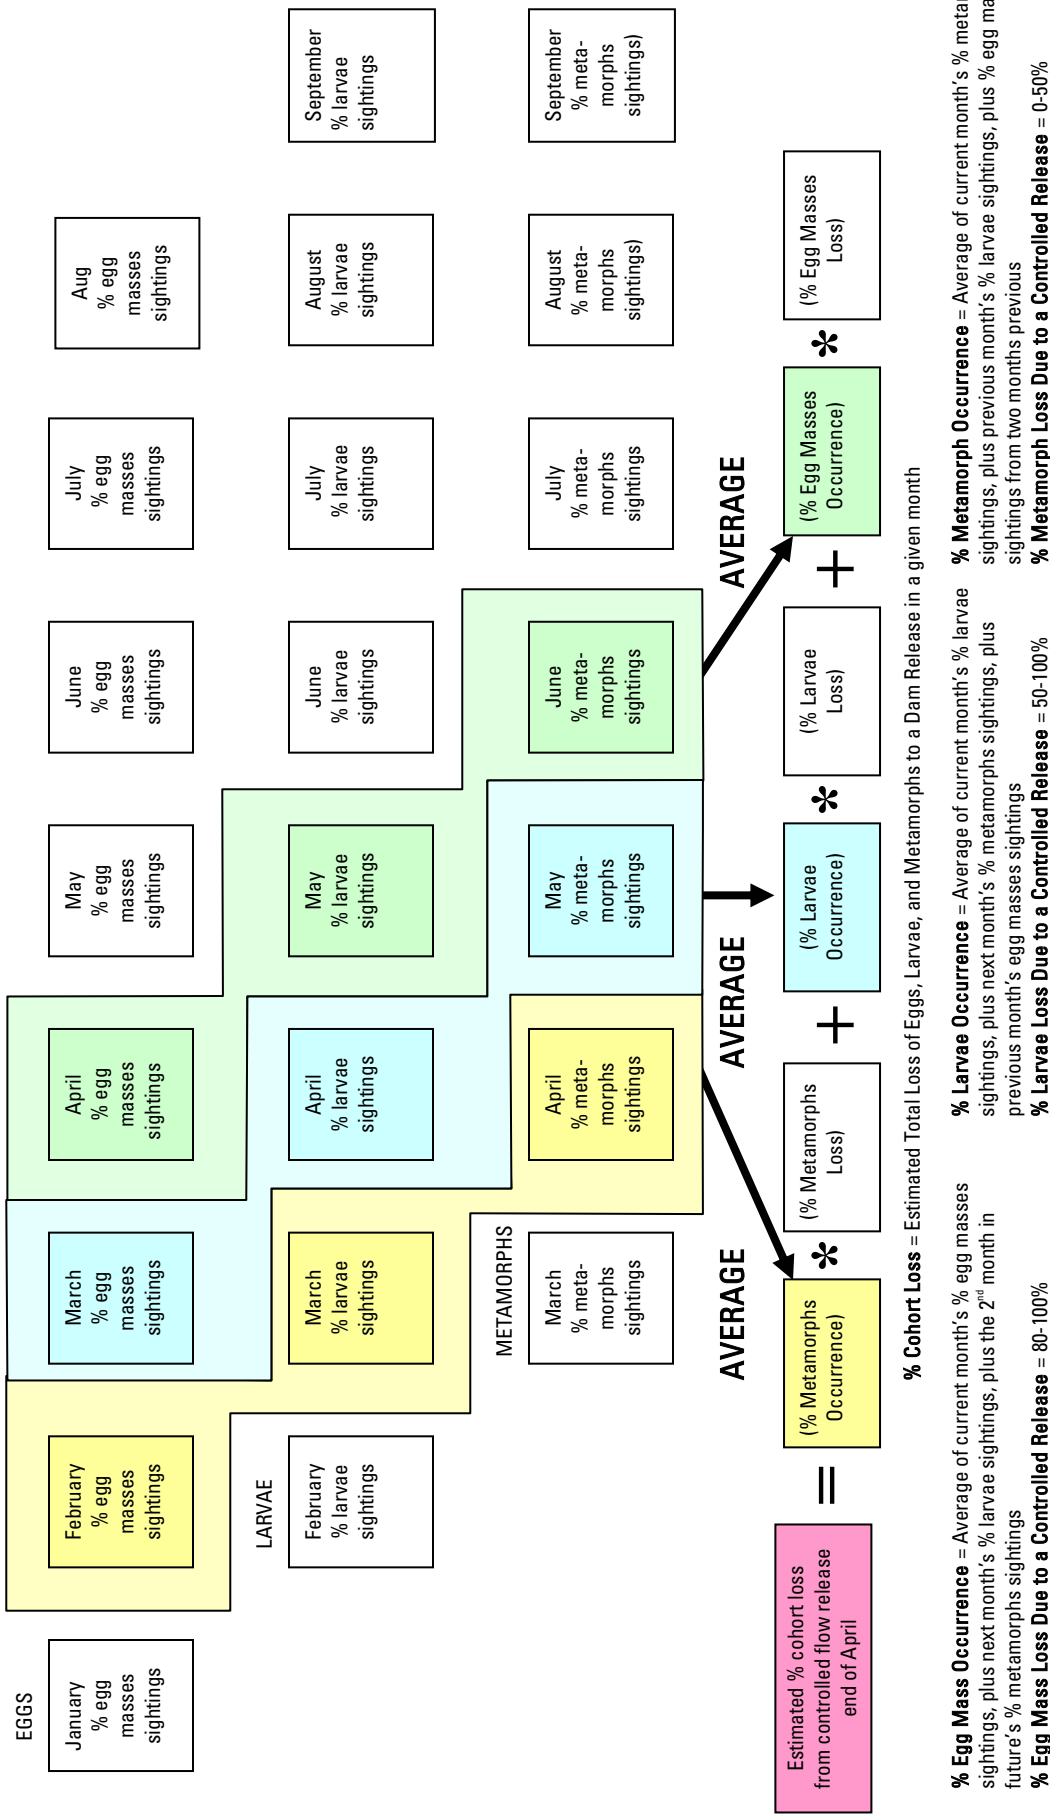 EGGS
January
% egg
masses
sightings
February
% egg
masses
sightings
March
% egg
masses
sightings
April
% egg
masses
sightings
May
% egg
masses
sightings
June
% egg
masses
sightings
July
% egg
masses
sightings
Aug
% egg
masses
sightings
LARVAE
February
% larvae
sightings
March
% larvae
sightings
April
% larvae
sightings
May
% larvae
sightings
June
% larvae
sightings
July
% larvae
sightings
August
% larvae
sightings
September
% larvae
sightings
METAMORPHS
March
% meta-
morphs
sightings
April
% meta-
morphs
sightings
May
% meta-
morphs
sightings
June
% meta-
morphs
sightings
July
% meta-
morphs
sightings
August
% meta-
morphs
sightings)
September
% meta-
morphs
sightings)
AVERAGE
AVERAGE
AVERAGE
Estimated % cohort loss
from controlled flow release
end of April
=
(% Metamorphs
Occurrence)
*
(% Metamorphs
Loss)
+
(% Larvae
Occurrence)
*
(% Larvae
Loss)
+
(% Egg Masses
Occurrence)
*
(% Egg Masses
Loss)
% Cohort Loss = Estimated Total Loss of Eggs, Larvae, and Metamorphs to a Dam Release in a given month
% Egg Mass Occurrence = Average of current month's % egg masses
sightings, plus next month's % larvae sightings, plus the 2nd month in
future's % metamorphs sightings
% Egg Mass Loss Due to a Controlled Release = 80-100%
% Larvae Occurrence = Average of current month's % larvae
sightings, plus next month's % metamorphs sightings, plus
previous month's egg masses sightings
% Larvae Loss Due to a Controlled Release = 50-100%
% Metamorph Occurrence = Average of current month's %
sightings, plus previous month's % larvae sightings, plus % egg
sightings from two months previous
% Metamorph Loss Due to a Controlled Release = 0-50%